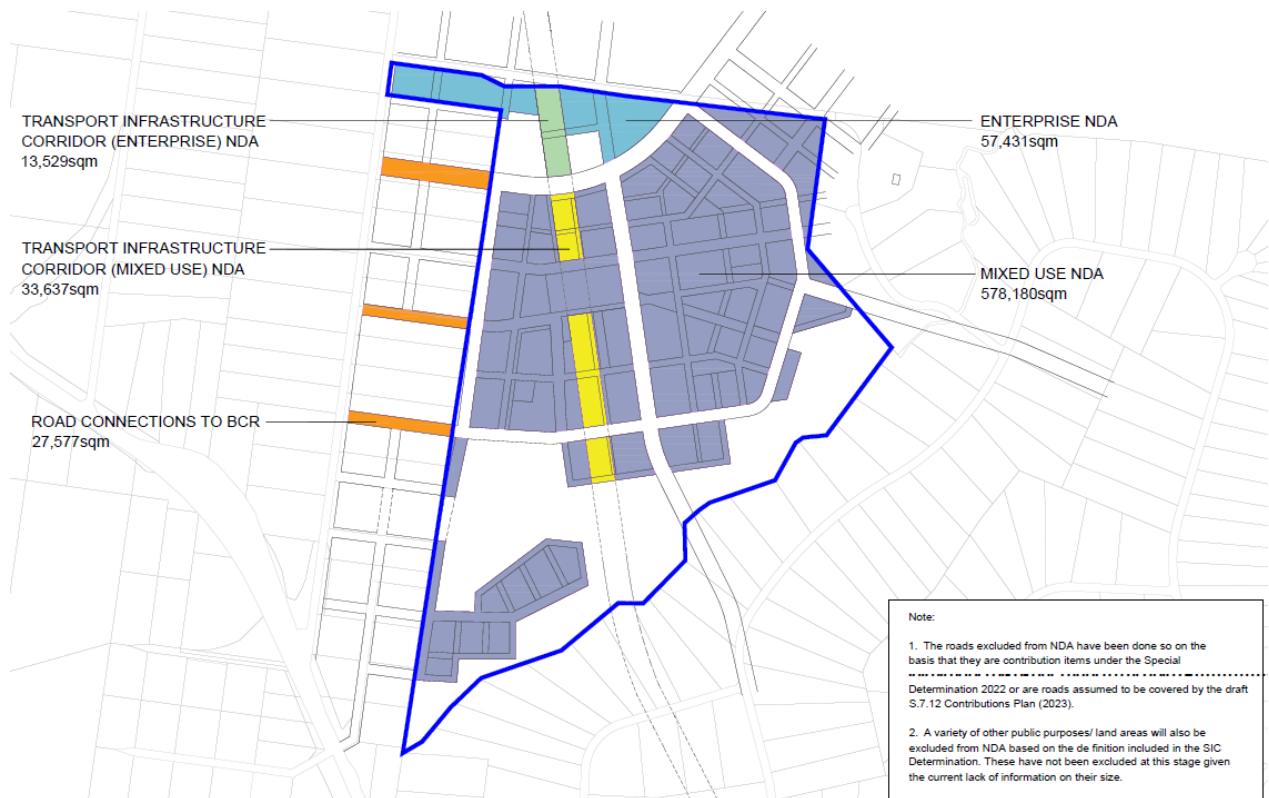 TRANSPORT INFRASTRUCTURE
CORRIDOR (ENTERPRISE) NDA
13,529sqm
TRANSPORT INFRASTRUCTURE
CORRIDOR (MIXED USE) NDA
33,637sqm
ROAD CONNECTIONS TO BCR
27,577sqm
ENTERPRISE NDA
57,431sqm
MIXED USE NDA
578,180sqm
Note:
1. The roads excluded from NDA have been done so on the
basis that they are contribution items under the Special
Determination 2022 or are roads assumed to be covered by the draft
S.7.12 Contributions Plan (2023).
2. A variety of other public purposes/ land areas will also be
excluded from NDA based on the de finition included in the SIC
Determination. These have not been excluded at this stage given
the current lack of information on their size.